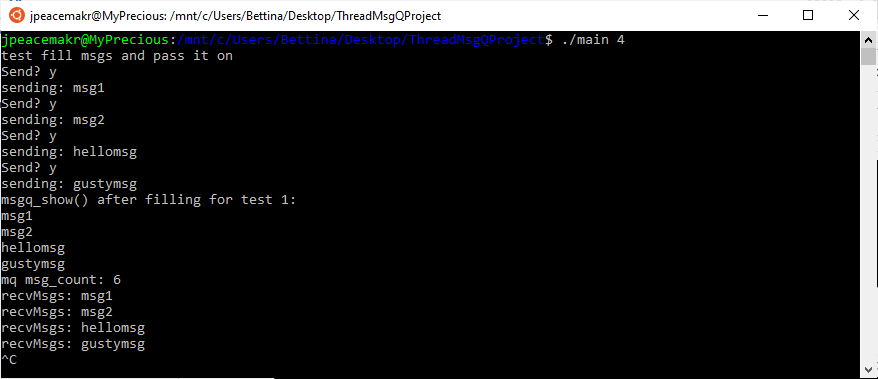 jpeacemakr@MyPrecious: /mnt/c/Users/Bettina/Desktop/ThreadMsgQProject
jpeacemakr@MyPrecious:/mnt/c/Users/Bettina/Desktop/ThreadMsgQProject$ ./main 4
test fill msgs and pass it on
Send? y
sending: msg1
Send? y
sending: msg2
Send? y
sending: hellomsg
Send? y
sending: gustymsg
msgq_show() after filling for test 1:
msg1
msg2
hellomsg
gustymsg
mq msg_count: 6
recvMsgs: msg1
recvMsgs: msg2
recvMsgs: hellomsg
recvMsgs: gustymsg
^C